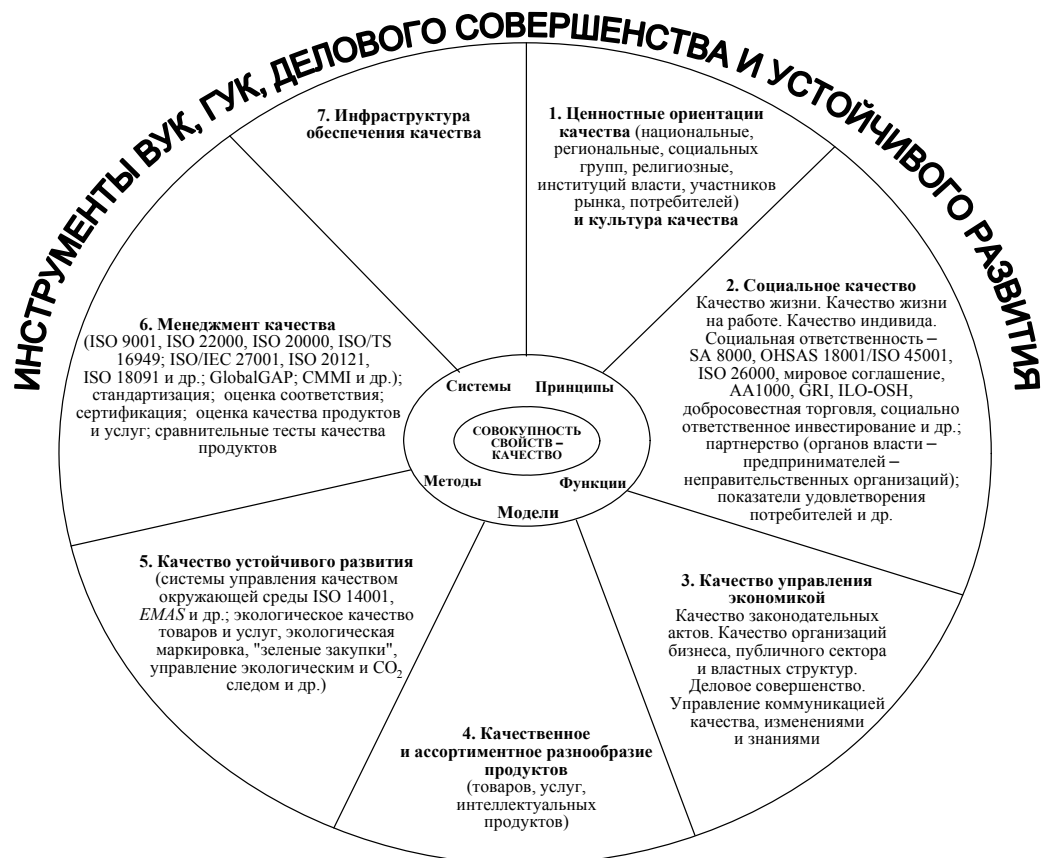 ИНСТРУМЕНТЫ ВУК, ГУК, ДЕЛОВОГО СОВЕРШЕНСТВА И УСТОЙЧИВОГО РАЗВИТИЯ
7. Инфраструктура
обеспечения качества
1. Ценностные ориентации
качества (национальные,
региональные, социальных
групп, религиозные,
институций власти, участников
рынка, потребителей)
и культура качества
2. Социальное качество
Качество жизни. Качество жизни
на работе. Качество индивида.
Социальная ответственность –
SA 8000, OHSAS 18001/ISO 45001,
ISO 26000, мировое соглашение,
AA1000, GRI, ILO-OSH,
добросовестная торговля, социально
ответственное инвестирование и др.;
партнерство (органов власти –
предпринимателей –
неправительственных организаций);
показатели удовлетворения
потребителей и др.
3. Качество управления
экономикой
Качество законодательных
актов. Качество организаций
бизнеса, публичного сектора
и властных структур.
Деловое совершенство.
Управление коммуникацией
качества, изменениями
и знаниями
4. Качественное
и ассортиментное разнообразие
продуктов
(товаров, услуг,
интеллектуальных
продуктов)
5. Качество устойчивого развития
(системы управления качеством
окружающей среды ISO 14001,
EMAS и др.; экологическое качество
товаров и услуг, экологическая
маркировка, "зеленые закупки",
управление экологическим и CO2
следом и др.)
6. Менеджмент качества
(ISO 9001, ISO 22000, ISO 20000, ISO/TS
16949; ISO/IEC 27001, ISO 20121,
ISO 18091 и др.; GlobalGAP; CMMI и др.);
стандартизация; оценка соответствия;
сертификация; оценка качества продуктов
и услуг; сравнительные тесты качества
продуктов
Системы Принципы
СОВОКУПНОСТЬ
СВОЙСТВ –
КАЧЕСТВО
Методы Функции
Модели